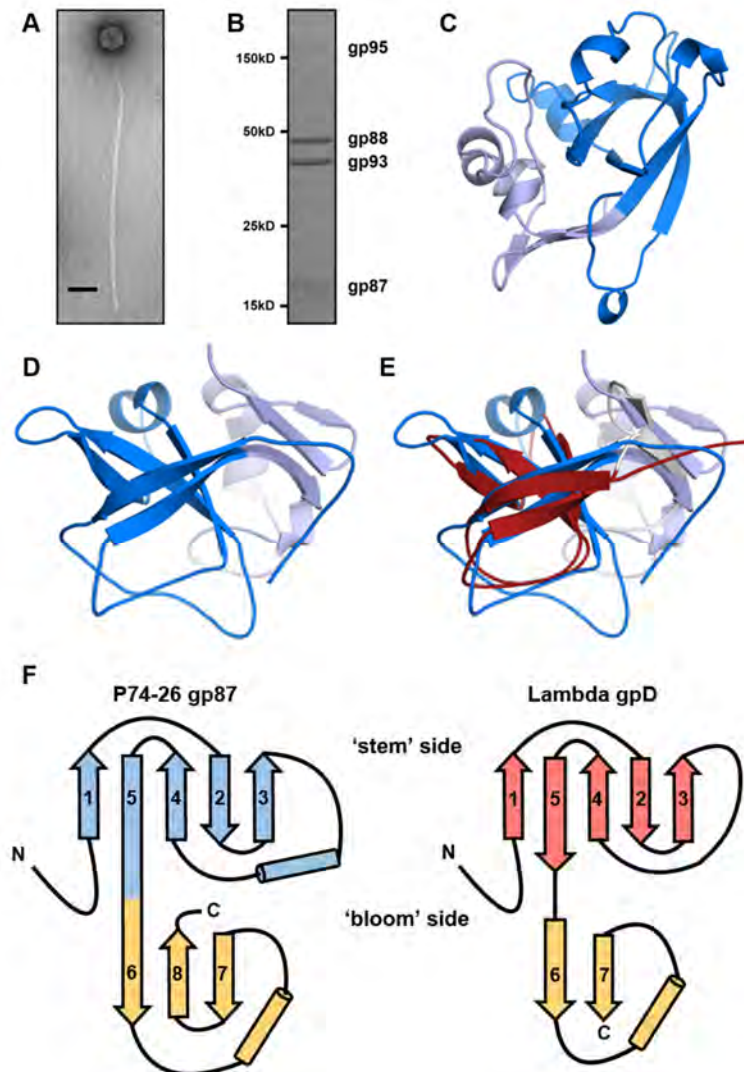 A
B
C
150kD
gp95
50kD
gp88
gp93
25kD
15kD
gp87
D
E
F
P74-26 gp87
Lambda gpD
'stem' side
1
5
4
2
3
1
5
4
2
3
N
N
C
'bloom' side
6
8
7
6
7
C